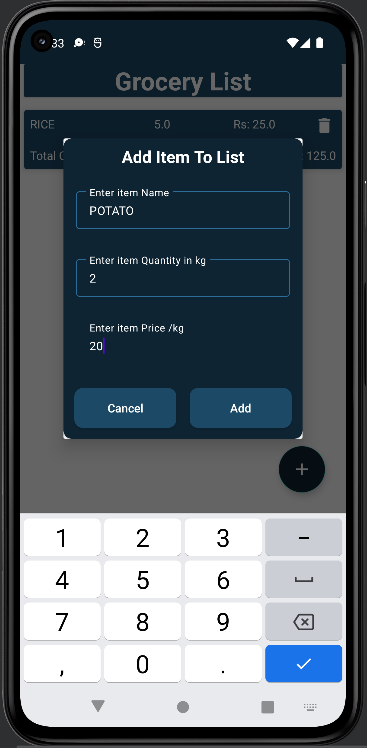 33
Grocery List
RICE 5.0 Rs: 25.0
Total 125.0
Add Item To List
Enter item Name
POTATO
Enter item Quantity in kg
2
Enter item Price /kg
20
Cancel Add
+
1 2 3 -
4 5 6
7 8 9
, 0 .